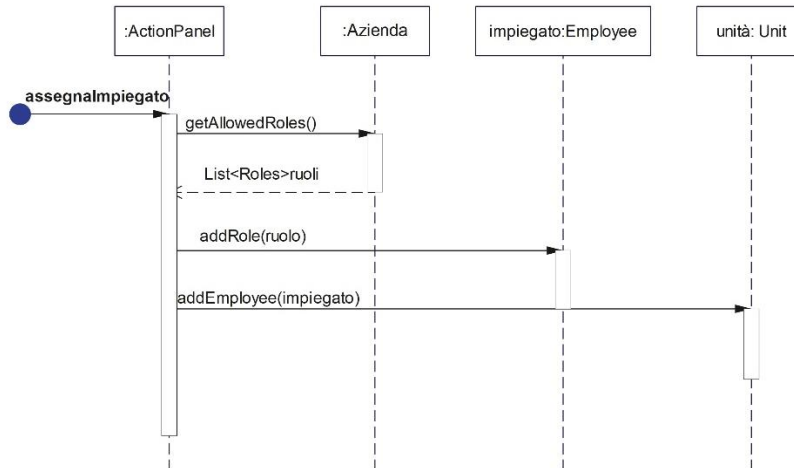 :ActionPanel
:Azienda
impiegato:Employee
unità: Unit
assegnaImpiegato
getAllowedRoles()
List<Roles>ruoli
addRole(ruolo)
addEmployee(impiegato)